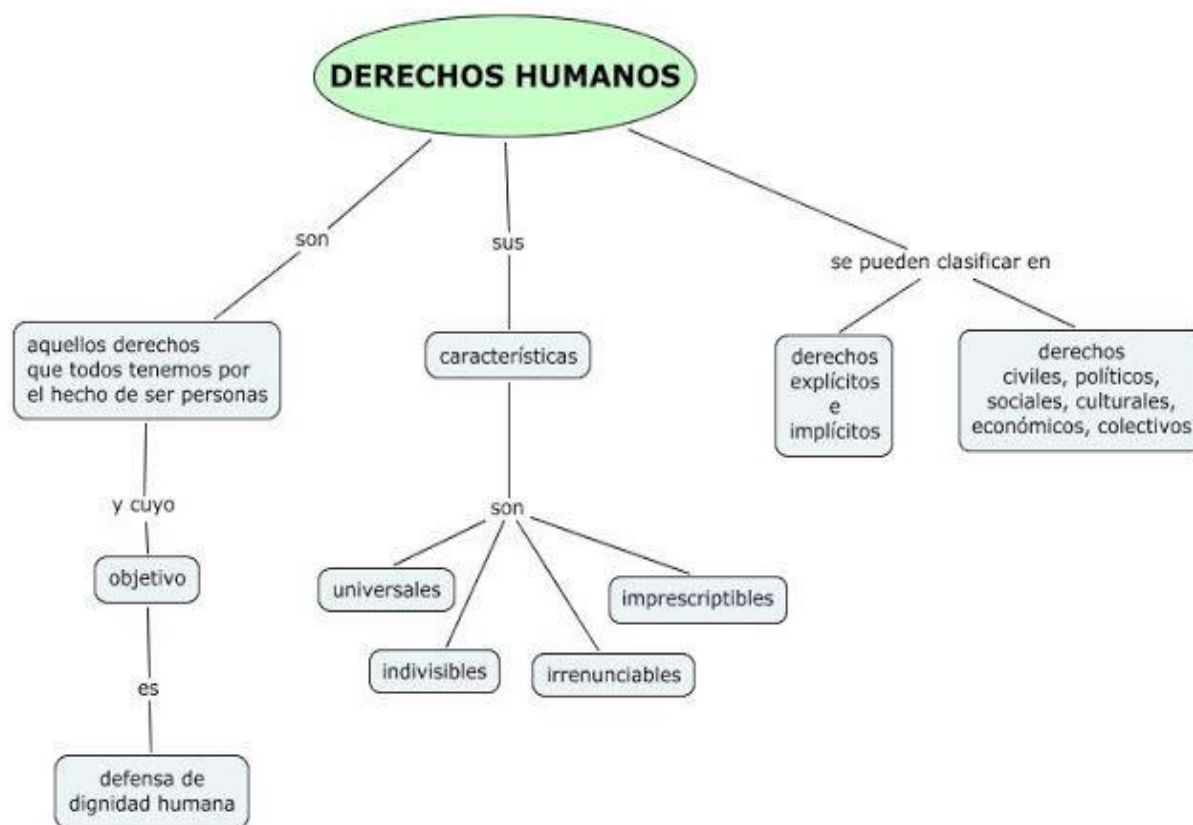 DERECHOS HUMANOS
son
aquellos derechos
que todos tenemos por
el hecho de ser personas
y cuyo
objetivo
es
defensa de
dignidad humana
sus
característicﬁas
son
universales
indivisibles
irrenunciables
imprescriptibles
se pueden clasificar en
derechos
explícitos
e
implícitos
derechos
civiles, políticos,
sociales, culturales,
económicos, colectivos